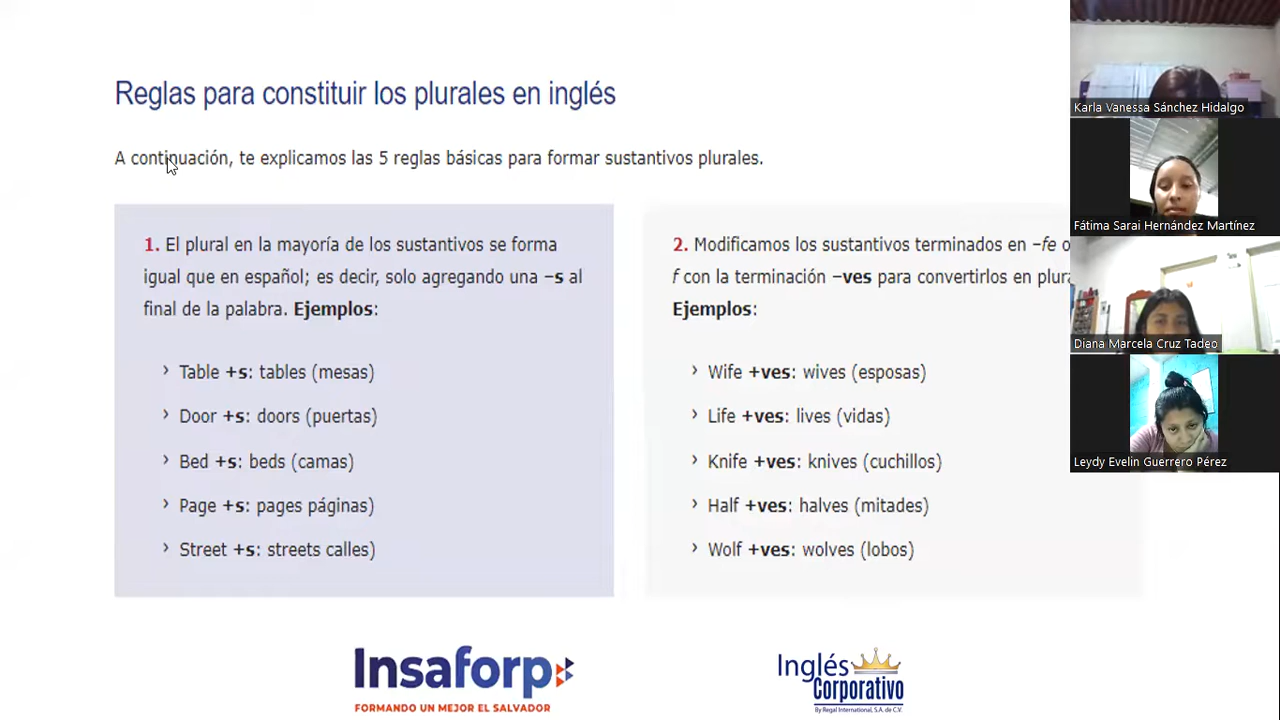 Reglas para constituir los plurales en inglés
A continuación, te explicamos las 5 reglas básicas para formar sustantivos plurales.
1. El plural en la mayoría de los sustantivos se forma
igual que en español; es decir, solo agregando una –s al
final de la palabra. Ejemplos:
› Table +s: tables (mesas)
› Door +s: doors (puertas)
› Bed +s: beds (camas)
› Page +s: pages páginas)
› Street +s: streets calles)
2. Modificamos los sustantivos terminados en –fe o
f con la terminación –ves para convertirlos en plura
Ejemplos:
› Wife +ves: wives (esposas)
› Life +ves: lives (vidas)
› Knife +ves: knives (cuchillos)
› Half +ves: halves (mitades)
› Wolf +ves: wolves (lobos)
Insaforp
FORMANDO UN MEJOR EL SALVADOR
Inglés
Corporativo
By Regal International, S.A. de C.V.
Karla Vanessa Sánchez Hidalgo
Fátima Sarai Hernández Martínez
Diana Marcela Cruz Tadeo
Leydy Evelin Guerrero Pérez